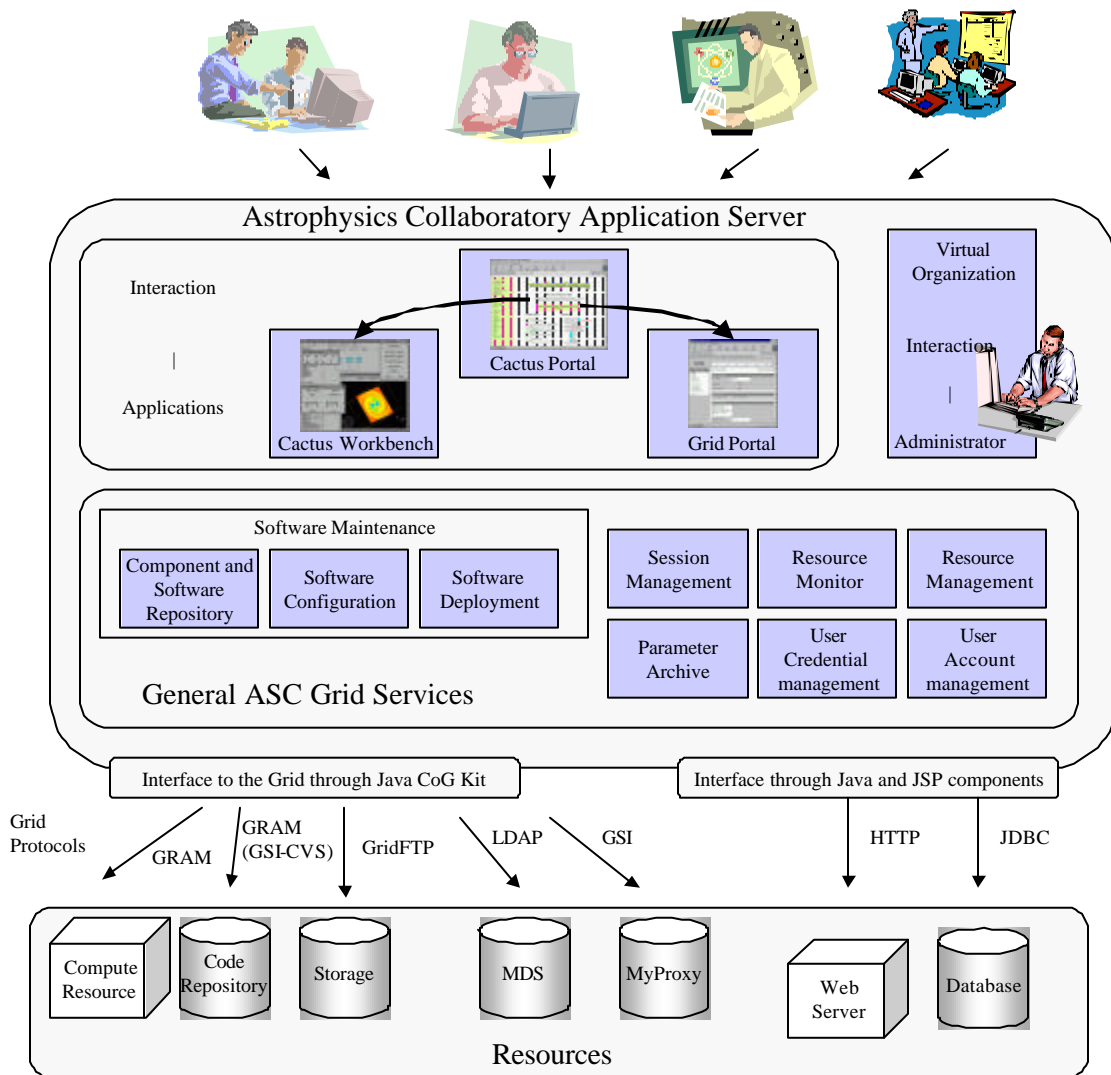 Astrophysics Collaboratory Application Server
Interaction
|
Applications
Cactus Portal
Cactus Workbench
Grid Portal
Virtual
Organization
Interaction
|
Administrator
Software Maintenance
Component and
Software
Repository
Software
Configuration
Software
Deployment
Session
Management
Resource
Monitor
Resource
Management
Parameter
Archive
User
Credential
management
User
Account
management
General ASC Grid Services
Interface to the Grid through Java CoG Kit
Interface through Java and JSP components
Grid
Protocols
GRAM
GRAM
(GSI-CVS)
GridFTP
LDAP
GSI
HTTP
JDBC
Compute
Resource
Code
Repository
Storage
MDS
MyProxy
Web
Server
Database
Resources